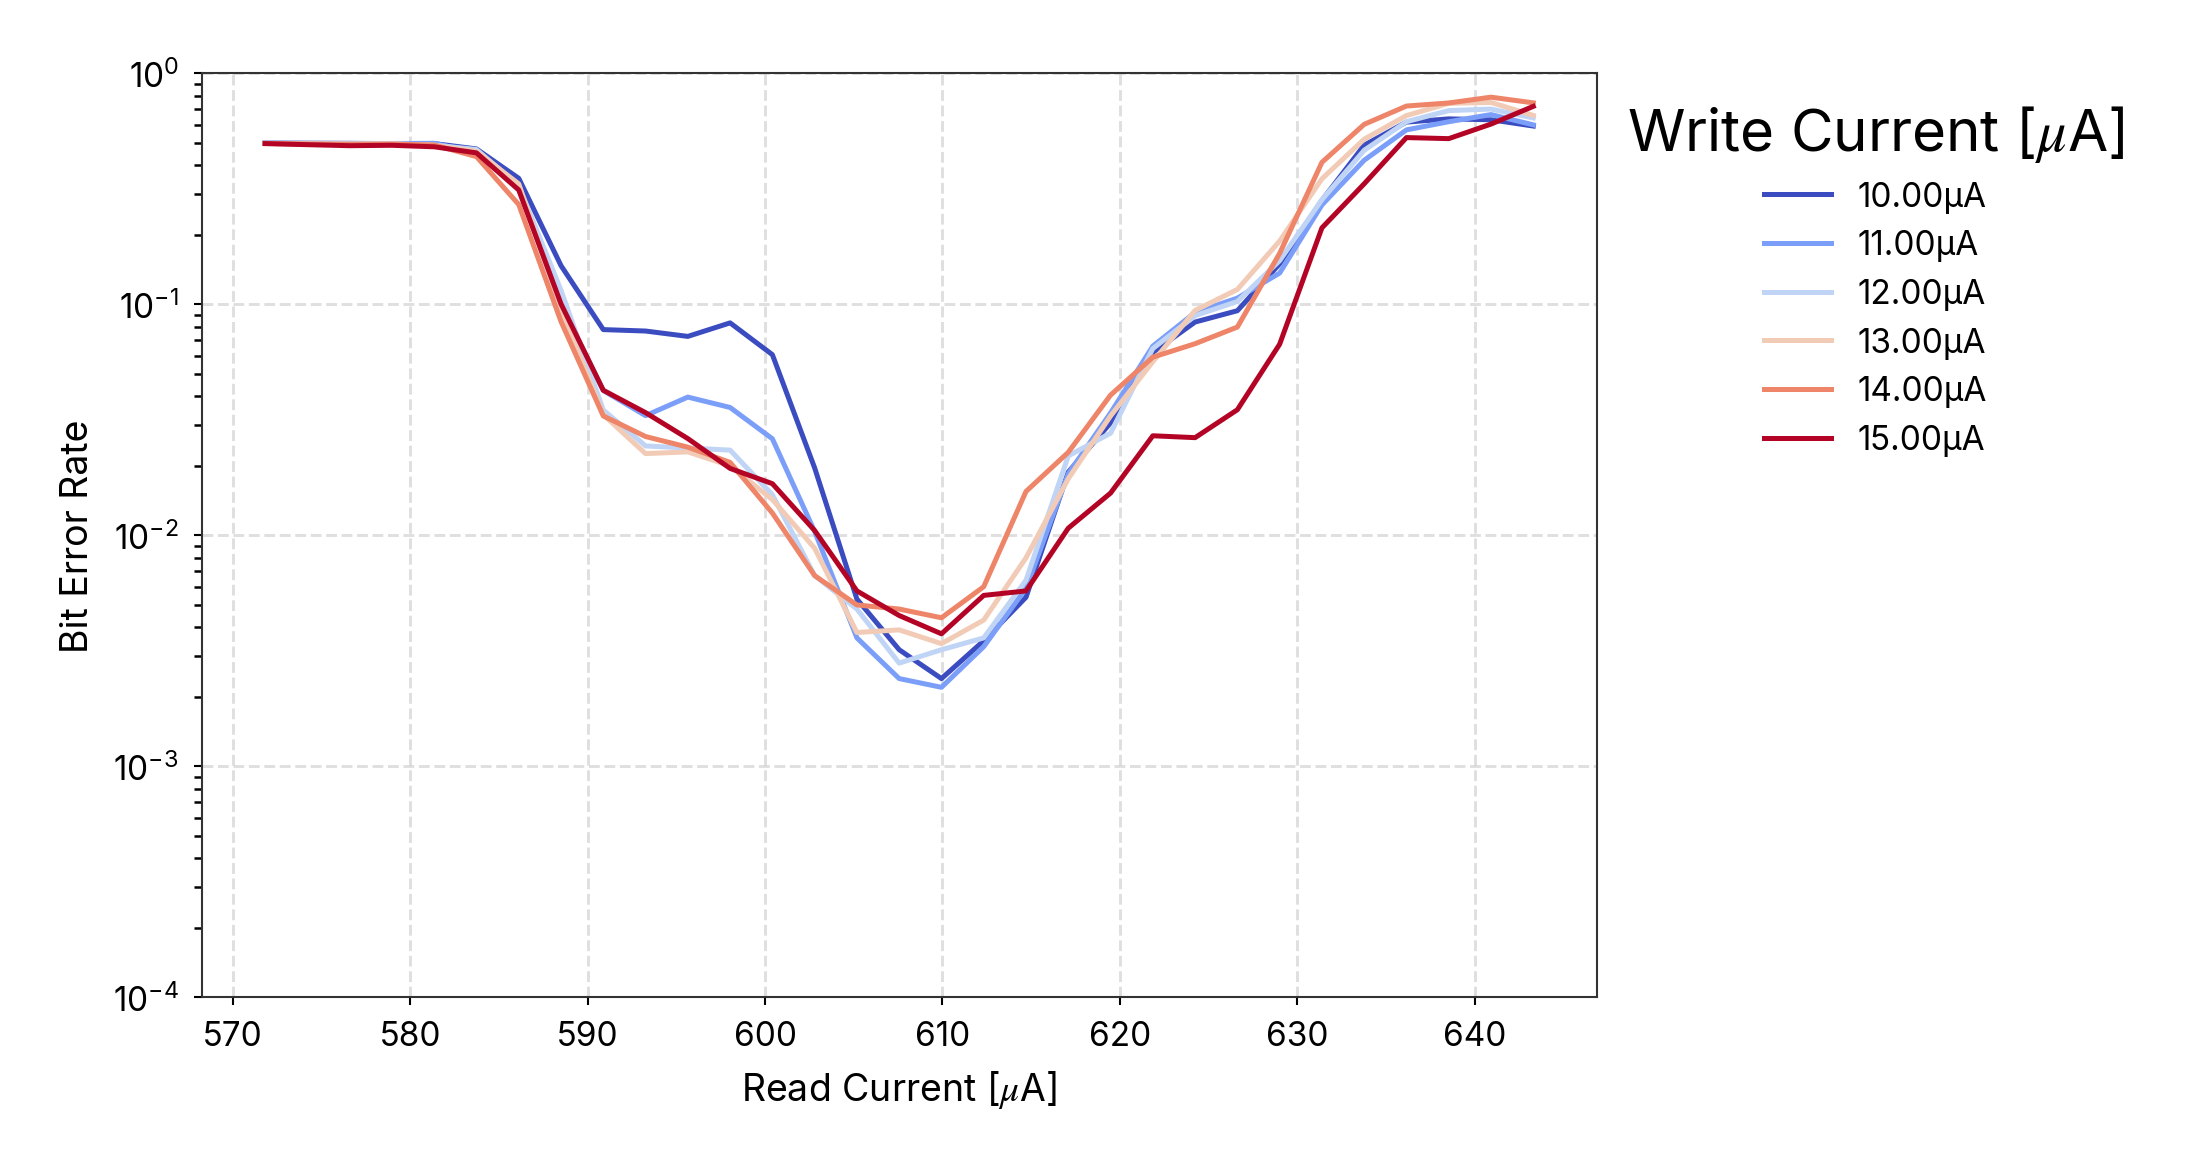 10⁰
10⁻¹
10⁻²
10⁻³
10⁻⁴
Bit Error Rate
570 580 590 600 610 620 630 640
Read Current [μA]
Write Current [μA]
10.00μA
11.00μA
12.00μA
13.00μA
14.00μA
15.00μA